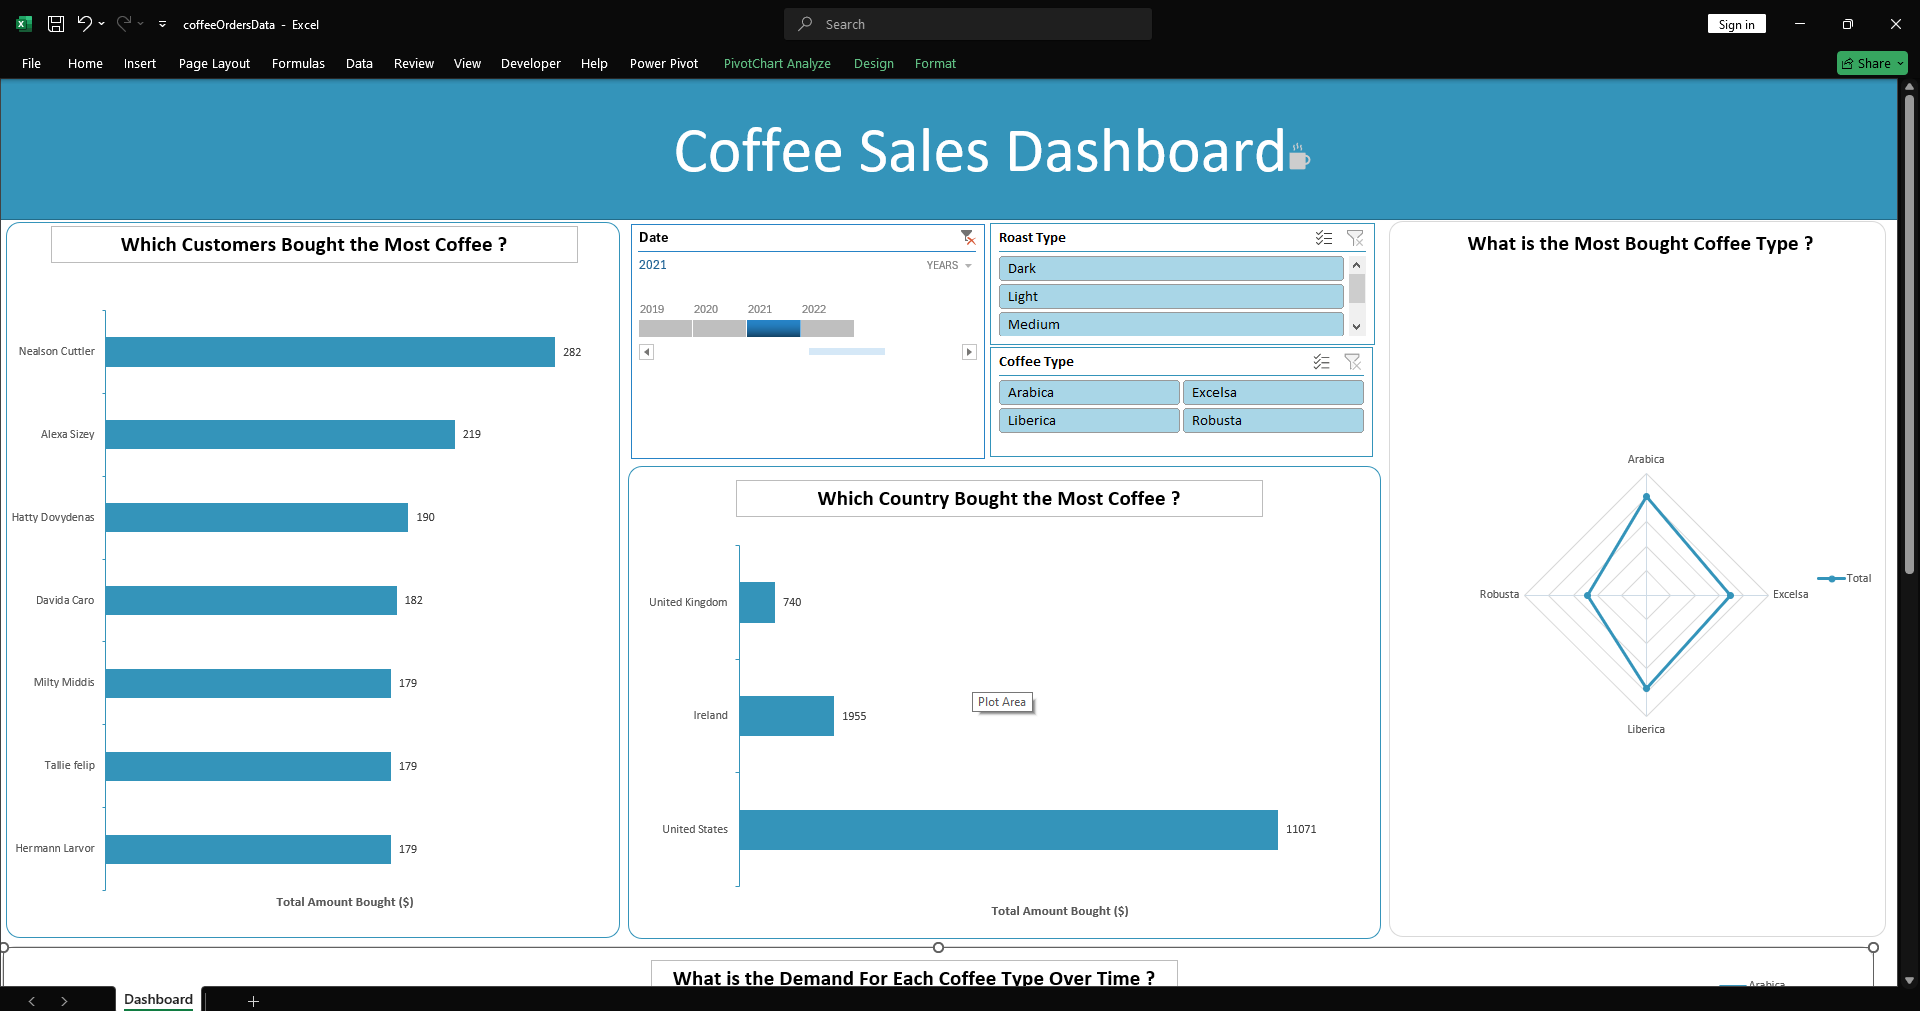 coffeeOrdersData - Excel
Search
Sign in
File Home Insert Page Layout Formulas Data Review View Developer Help Power Pivot PivotChart Analyze Design Format
Share
Coffee Sales Dashboard
Which Customers Bought the Most Coffee ?
Nealson Cuttler 282
Alexa Sizey 219
Hatty Dovydenas 190
Davida Caro 182
Milty Middis 179
Tallie felip 179
Hermann Larvor 179
Total Amount Bought ($)
Date
2021 YEARS
2019 2020 2021 2022
Roast Type
Dark
Light
Medium
Coffee Type
Arabica Excelsa
Liberica Robusta
Which Country Bought the Most Coffee ?
United Kingdom 740
Ireland 1955
Plot Area
United States 11071
Total Amount Bought ($)
What is the Most Bought Coffee Type ?
Arabica
Total
Robusta Excelsa
Liberica
What is the Demand For Each Coffee Type Over Time ?
Arabica
Dashboard